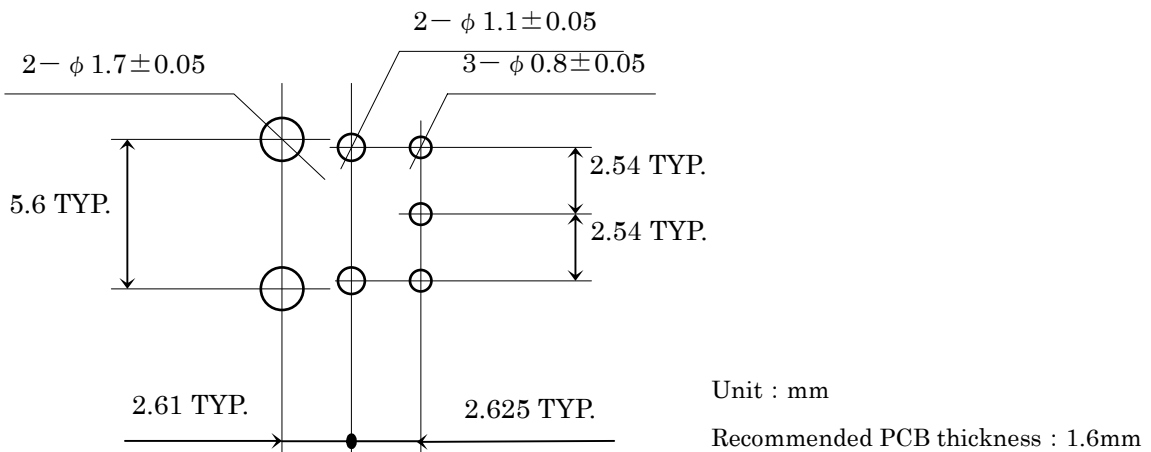 2－φ1.1±0.05
2－φ1.7±0.05
3－φ0.8±0.05
2.54 TYP.
5.6 TYP.
2.54 TYP.
2.61 TYP.
2.625 TYP.
Unit : mm
Recommended PCB thickness : 1.6mm